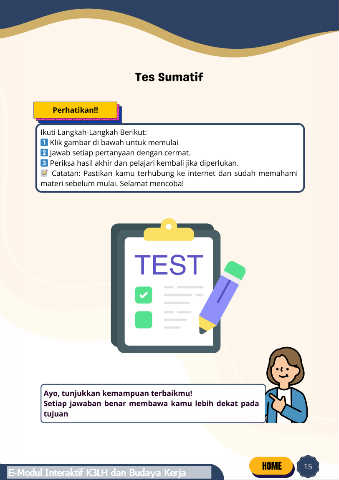 Tes Sumatif
Perhatikan!!
Ikuti Langkah-Langkah Berikut:
1 Klik gambar di bawah untuk memulai.
2 Jawab setiap pertanyaan dengan cermat.
3 Periksa hasil akhir dan pelajari kembali jika diperlukan.
Catatan: Pastikan kamu terhubung ke internet dan sudah memahami
materi sebelum mulai. Selamat mencoba!
TEST
Ayo, tunjukkan kemampuan terbaikmu!
Setiap jawaban benar membawa kamu lebih dekat pada
tujuan
E-Modul Interaktif K3LH dan Budaya Kerja
HOME
15